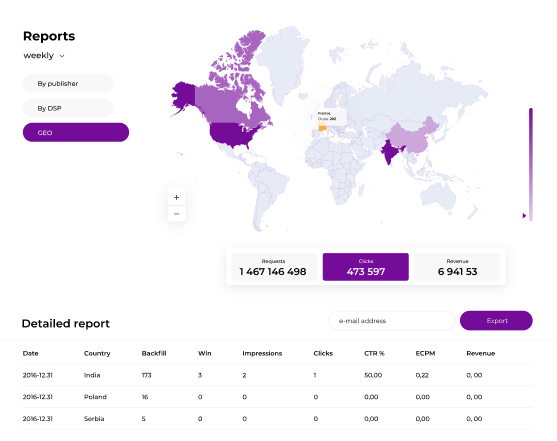 Reports
weekly
By publisher
By DSP
GEO
France
Clicks: 202
+
−
Requests
1 467 146 498
Clicks
473 597
Revenue
6 941 53
Detailed report
e-mail address
Export
Date Country Backfill Win Impressions Clicks CTR % ECPM Revenue
2016-12.31 India 173 3 2 1 50,00 0,22 0, 00
2016-12.31 Poland 16 0 0 0 0,00 0,00 0, 00
2016-12.31 Serbia 5 0 0 0 0,00 0,00 0, 00